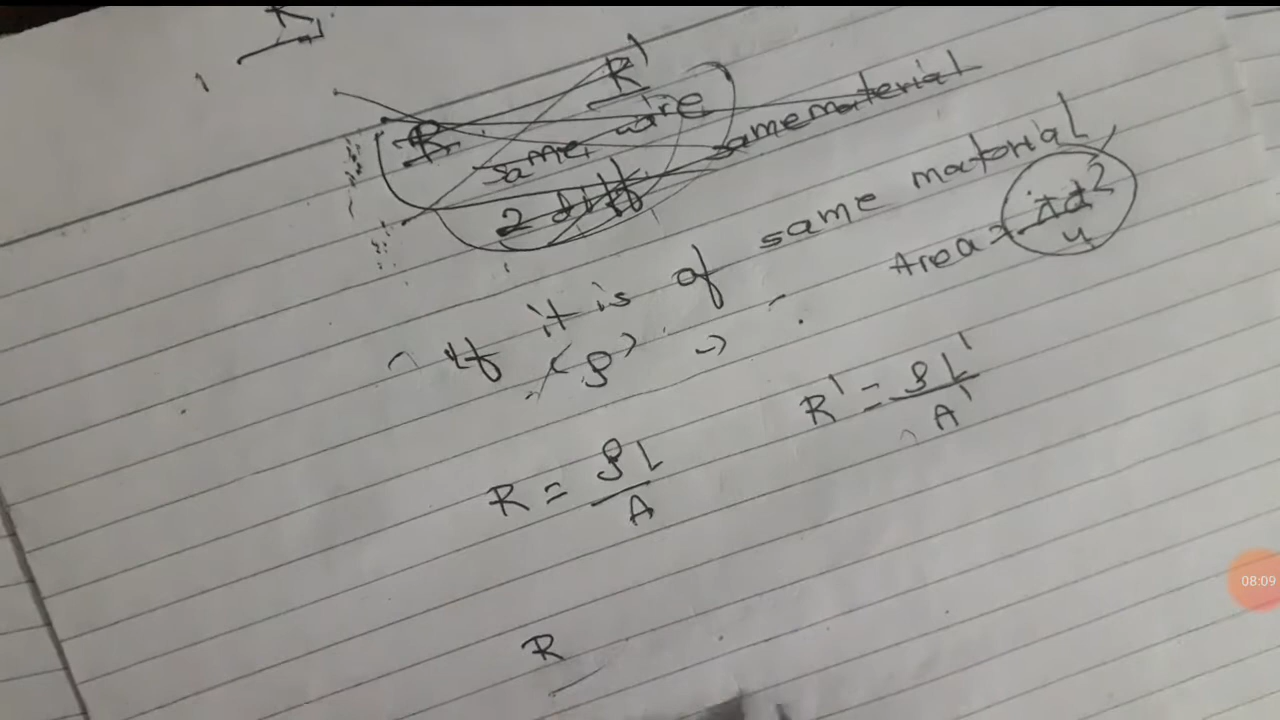 R'
R same wire same material
2 diff
If it is of same material
(ρ) →
Area = πd²/4
R = ρL/A
R' = ρL'/A'
R
08:09